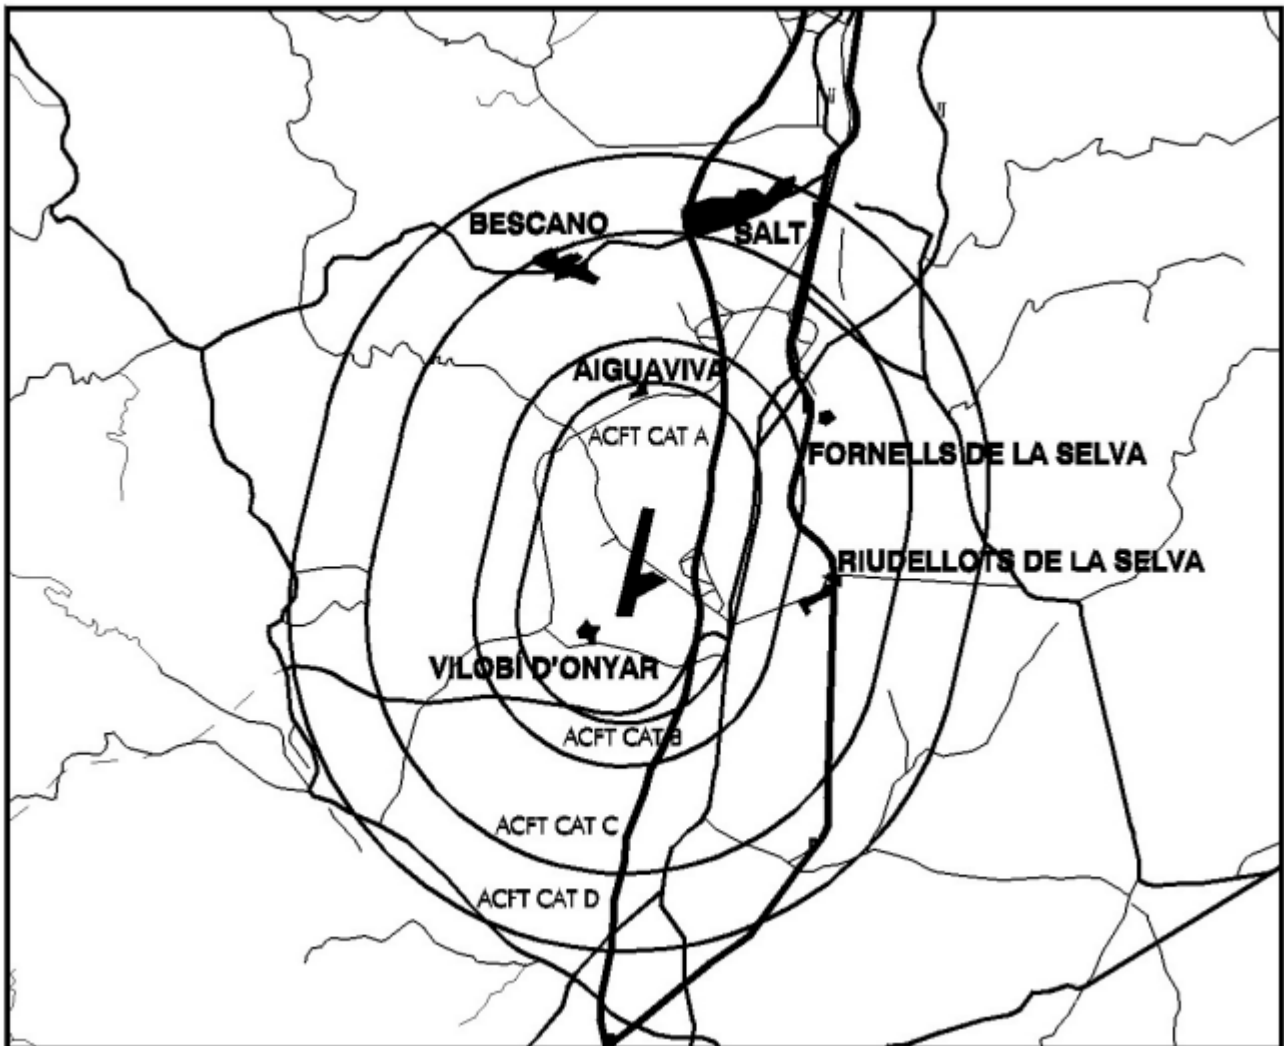 BESCANO
SALT
AIGUAVIVA
ACFT CAT A
FORNELLS DE LA SELVA
RIUDELLOTS DE LA SELVA
VILOBÍ D'ONYAR
ACFT CAT B
ACFT CAT C
ACFT CAT D